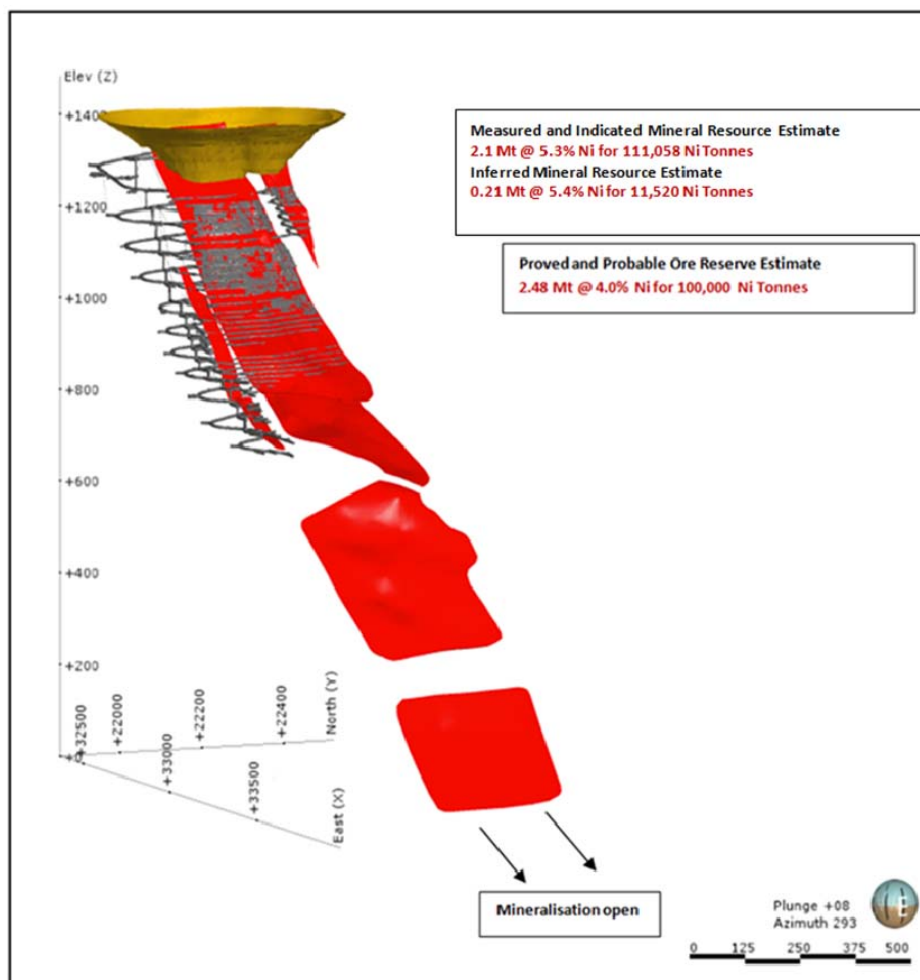 Elev (Z)
+1400
+1200
+1000
+800
+600
+400
+200
+0
Measured and Indicated Mineral Resource Estimate
2.1 Mt @ 5.3% Ni for 111,058 Ni Tonnes
Inferred Mineral Resource Estimate
0.21 Mt @ 5.4% Ni for 11,520 Ni Tonnes
Proved and Probable Ore Reserve Estimate
2.48 Mt @ 4.0% Ni for 100,000 Ni Tonnes
+32500
+22000
+22200
+22400
North (Y)
+33000
+33500
East (X)
Mineralisation open
Plunge +08
Azimuth 293
E
0 125 250 375 500